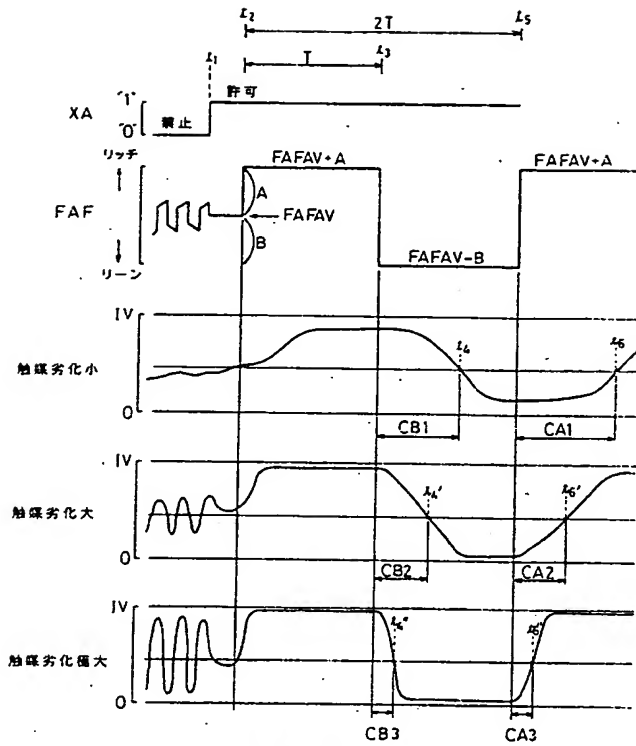 t2 2T t5
T t3
t1
XA "1" 許可
"0" 禁止
リッチ
FAF
リーン
FAFAV+A FAFAV+A
A
FAFAV
B
FAFAV-B
1V
触媒劣化小
0
t4 t6
CB1 CA1
1V
触媒劣化大
0
t4' t6'
CB2 CA2
1V
触媒劣化極大
0
t4" t6"
CB3 CA3